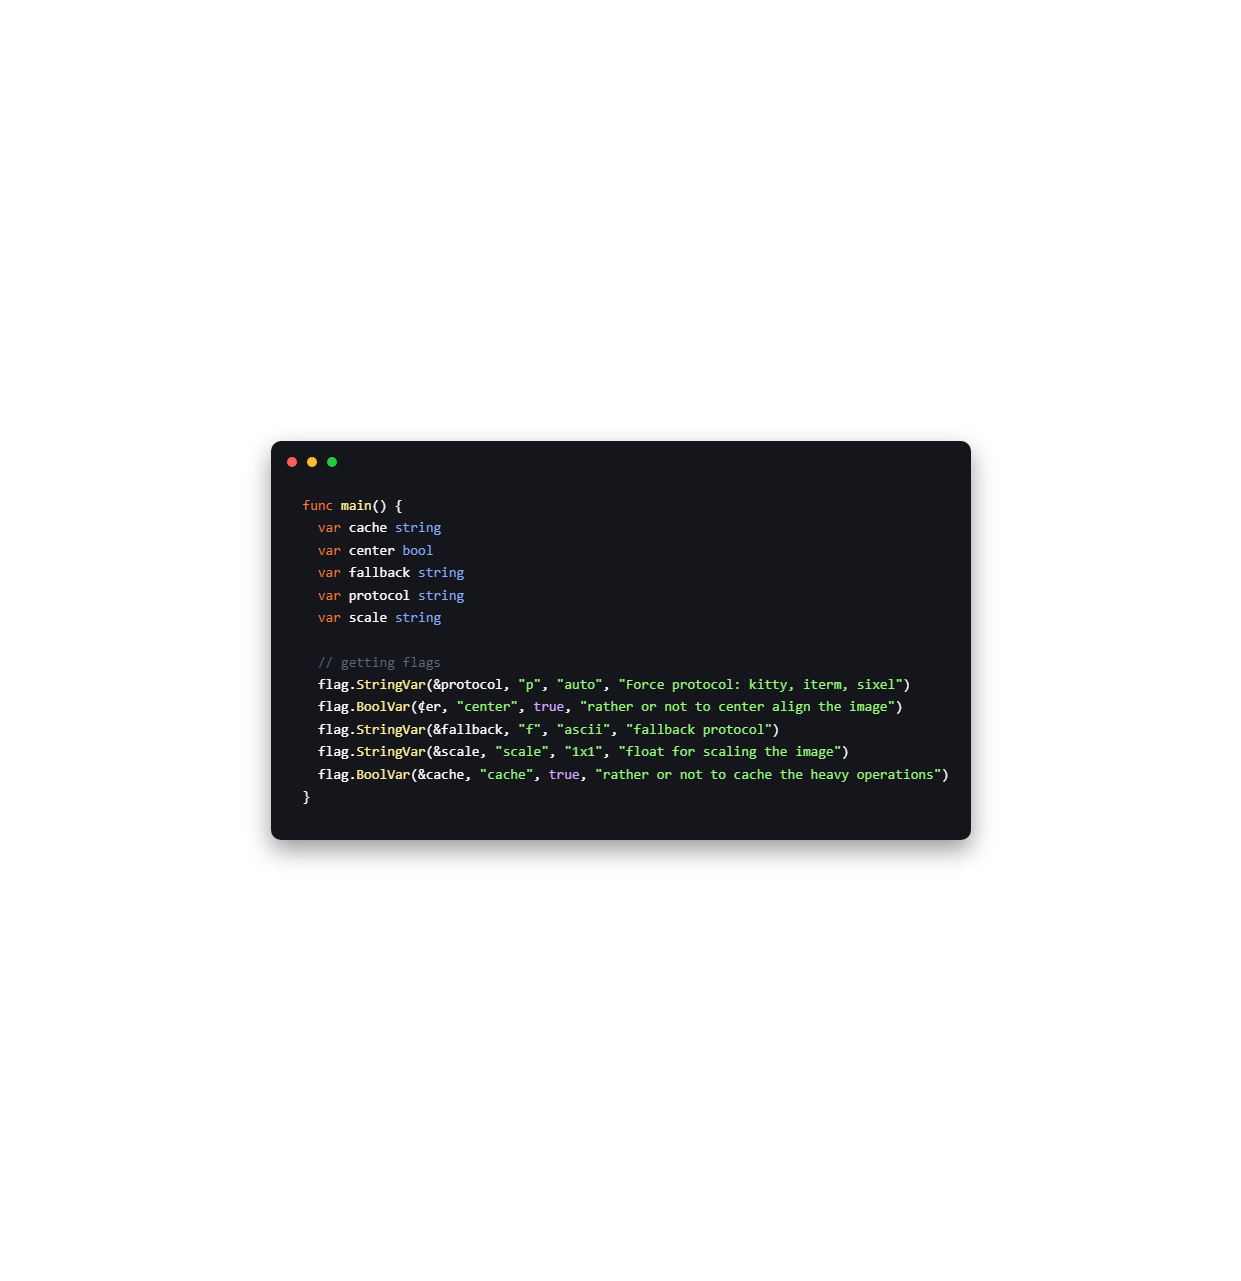 func main() {
  var cache string
  var center bool
  var fallback string
  var protocol string
  var scale string

  // getting flags
  flag.StringVar(&protocol, "p", "auto", "Force protocol: kitty, iterm, sixel")
  flag.BoolVar(¢er, "center", true, "rather or not to center align the image")
  flag.StringVar(&fallback, "f", "ascii", "fallback protocol")
  flag.StringVar(&scale, "scale", "1x1", "float for scaling the image")
  flag.BoolVar(&cache, "cache", true, "rather or not to cache the heavy operations")
}